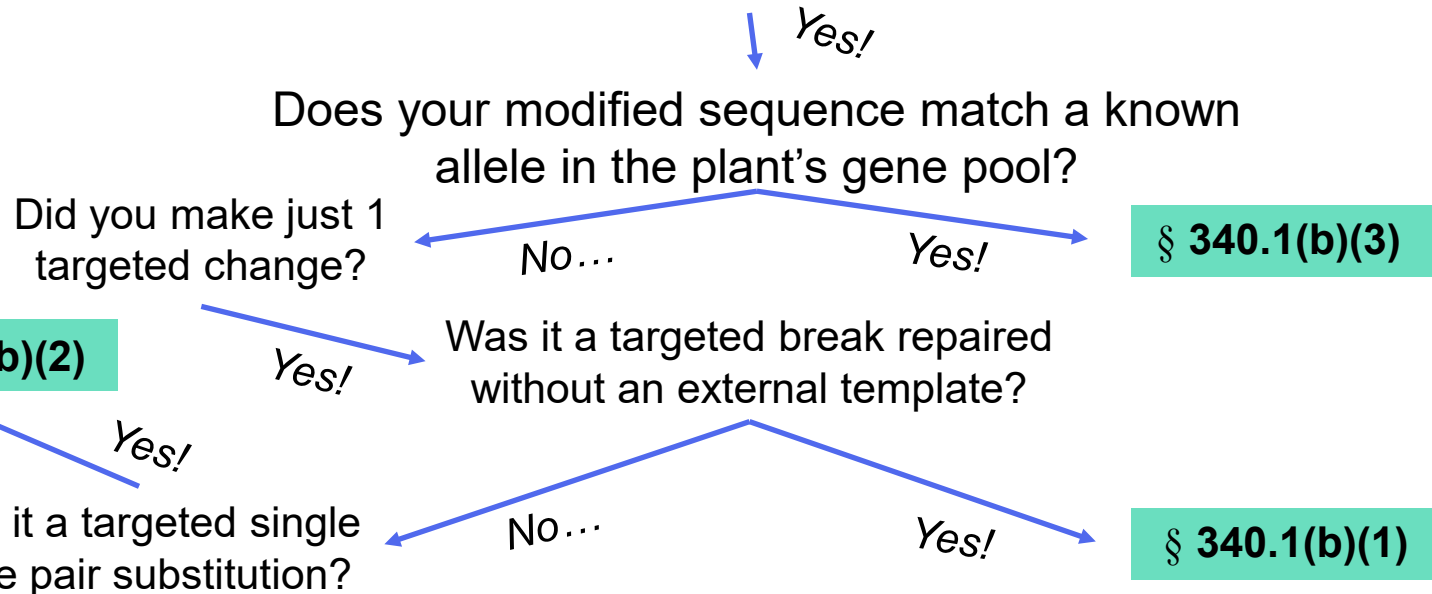 Yes!
Does your modified sequence match a known
allele in the plant’s gene pool?
Did you make just 1
targeted change?
No…
Yes!
§ 340.1(b)(3)
Was it a targeted break repaired
without an external template?
b)(2)
Yes!
Yes!
it a targeted single
e pair substitution?
No…
Yes!
§ 340.1(b)(1)